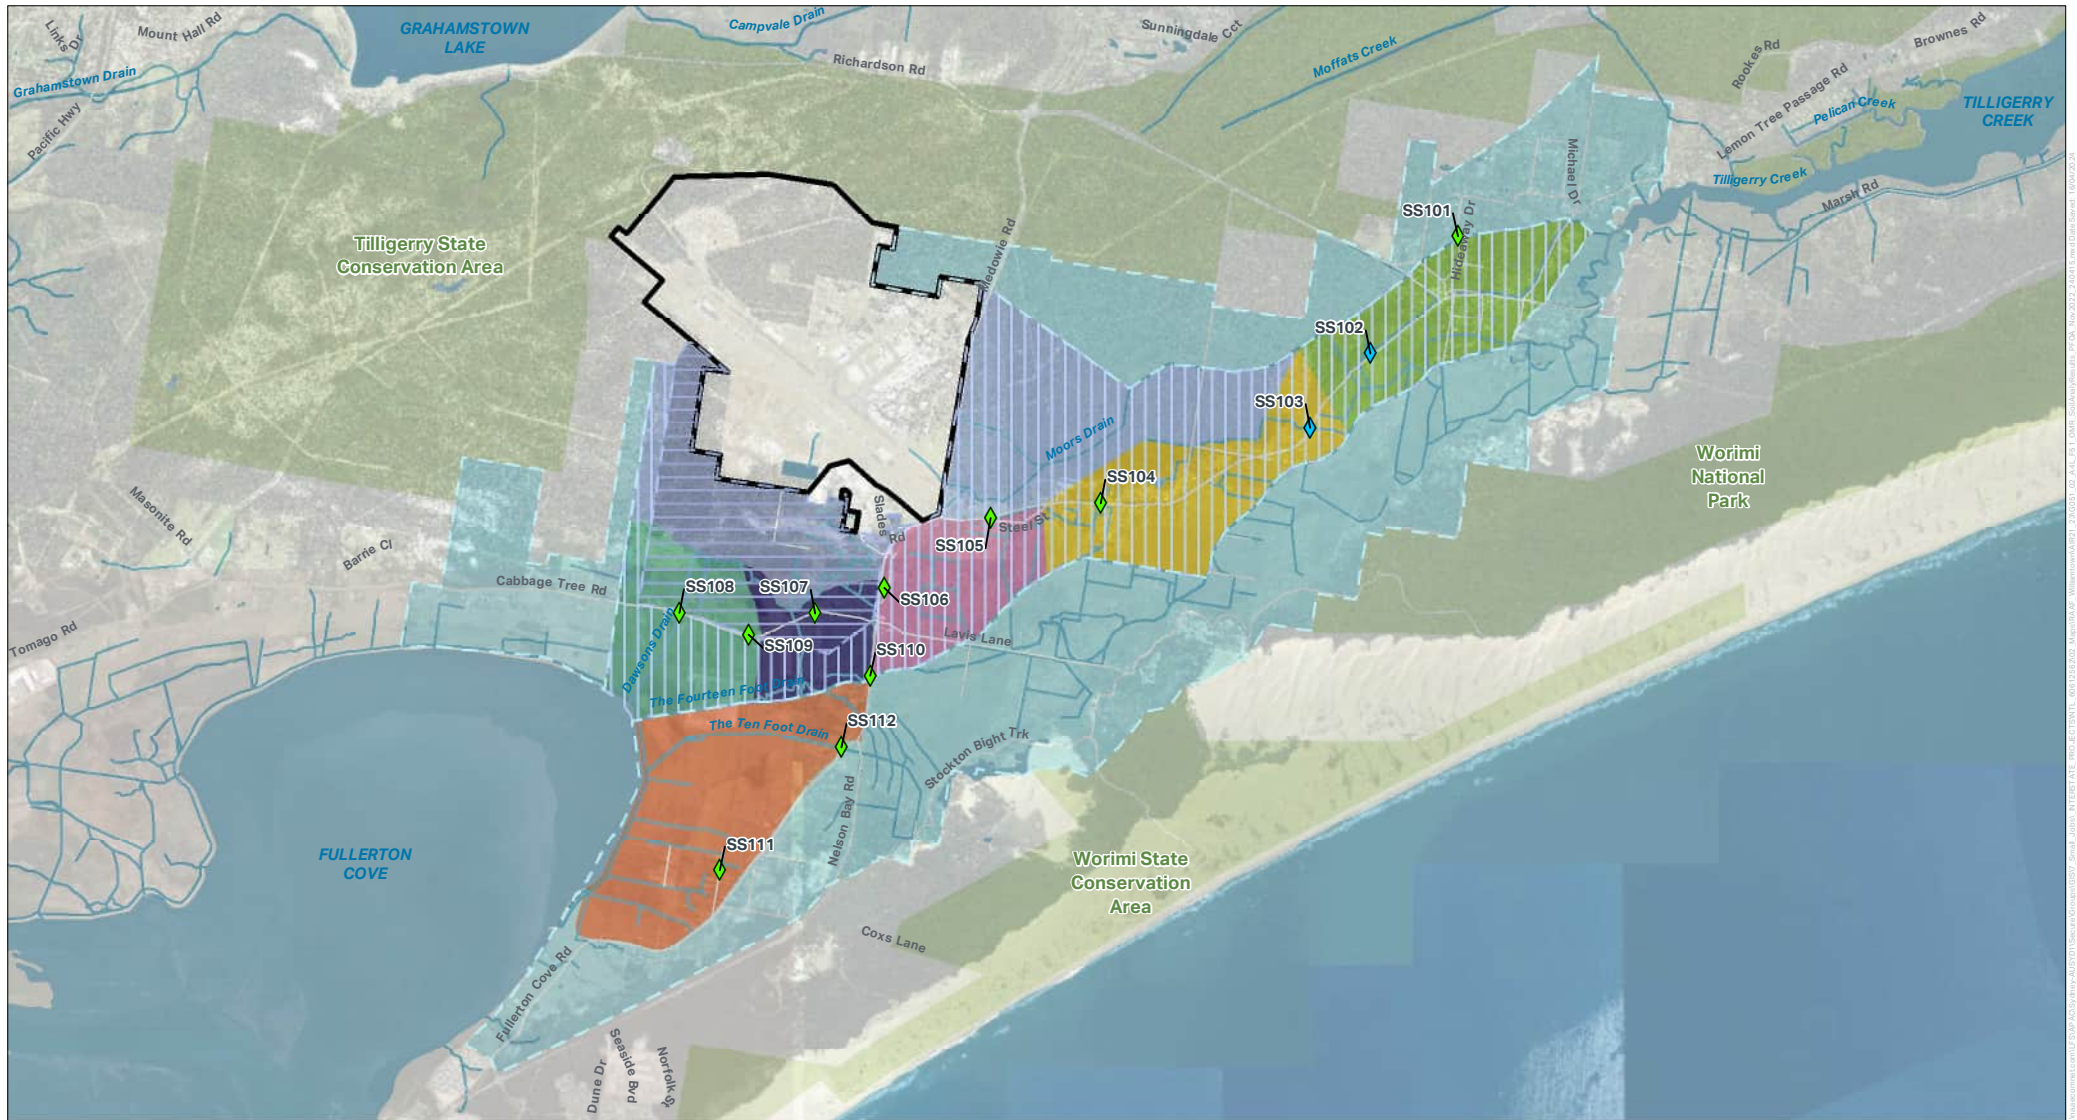 Links Dr
Mount Hall Rd
GRAHAMSTOWN
LAKE
Campvale Drain
Sunningdale Cct
Richardson Rd
Moffats Creek
Rookes Rd
Brownes Rd
Grahamstown Drain
Pacific Hwy
Lemon Tree Passage Rd
Pelican Creek
TILLIGERRY
CREEK
Tilligerry Creek
Marsh Rd
Michael Dr
SS101
Hideaway Dr
Tilligerry State
Conservation Area
Medowie Rd
SS102
SS103
Moors Drain
Worimi
National
Park
SS104
Masonite Rd
Slades
Rd
Steel St
SS105
Barrie Cl
Cabbage Tree Rd
SS108
SS107
SS106
Tomago Rd
Dawsons Drain
SS109
Lavis Lane
SS110
The Fourteen Foot Drain
The Ten Foot Drain
SS112
Stockton Bight Trk
Nelson Bay Rd
SS111
FULLERTON
COVE
Worimi State
Conservation
Area
Coxs Lane
Fullerton Cove Rd
Dune Dr
Seaside Bvd
Norfolk St